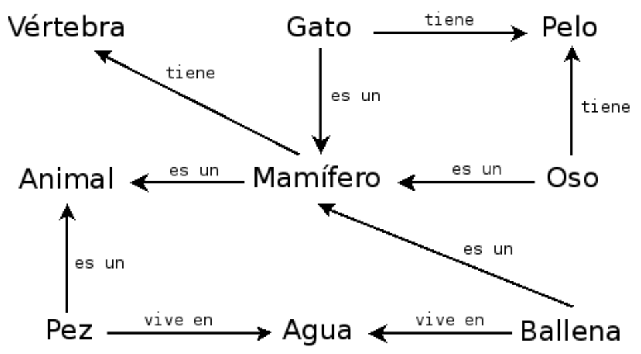 Vértebra
Gato
tiene
Pelo
tiene
es un
tiene
Animal
es un
Mamífero
es un
Oso
es un
es un
Pez
vive en
Agua
vive en
Ballena